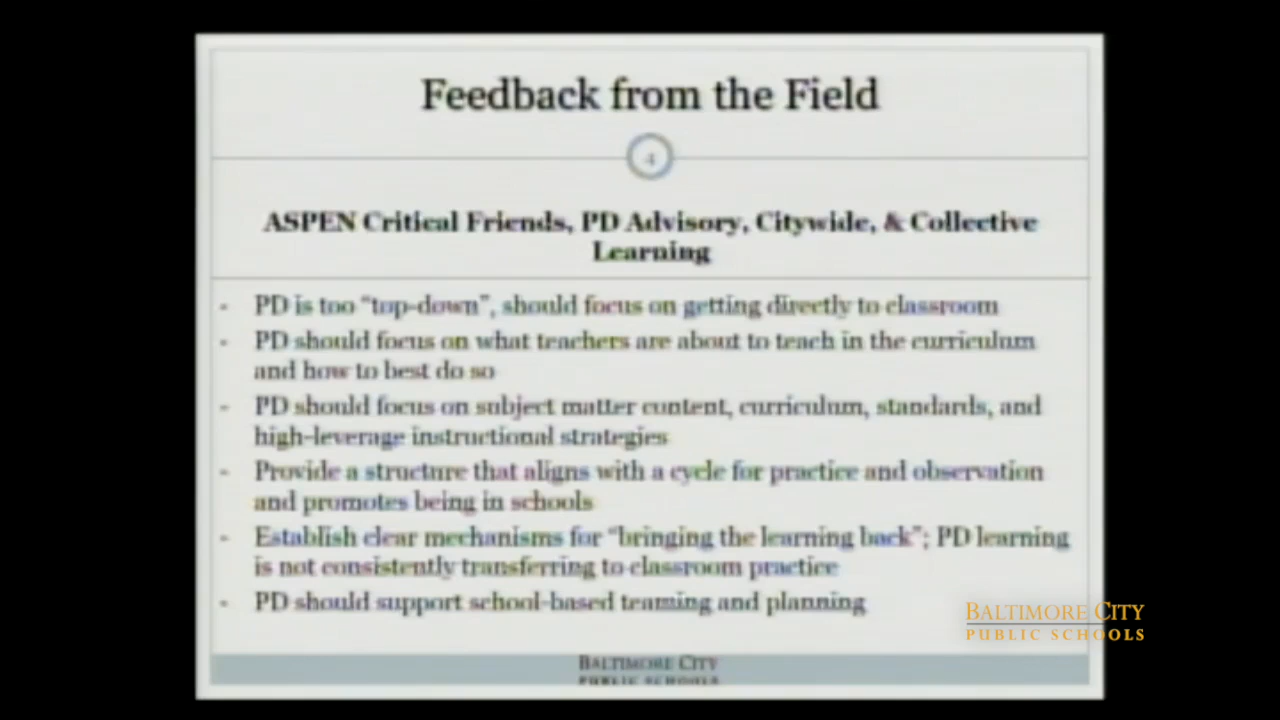 Feedback from the Field
4
ASPEN Critical Friends, PD Advisory, Citywide, & Collective
Learning
- PD is too “top-down”, should focus on getting directly to classroom
- PD should focus on what teachers are about to teach in the curriculum
and how to best do so
- PD should focus on subject matter content, curriculum, standards, and
high-leverage instructional strategies
- Provide a structure that aligns with a cycle for practice and observation
and promotes being in schools
- Establish clear mechanisms for “bringing the learning back”; PD learning
is not consistently transferring to classroom practice
- PD should support school-based teaming and planning
BALTIMORE CITY
PUBLIC SCHOOLS
BALTIMORE CITY
PUBLIC SCHOOLS